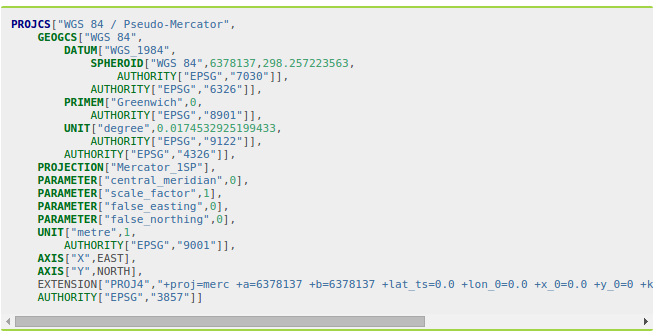 PROJCS["WGS 84 / Pseudo-Mercator",
GEOGCS["WGS 84",
DATUM["WGS_1984",
SPHEROID["WGS 84",6378137,298.257223563,
AUTHORITY["EPSG","7030"]],
AUTHORITY["EPSG","6326"]],
PRIMEM["Greenwich",0,
AUTHORITY["EPSG","8901"]],
UNIT["degree",0.0174532925199433,
AUTHORITY["EPSG","9122"]],
AUTHORITY["EPSG","4326"]],
PROJECTION["Mercator_1SP"],
PARAMETER["central_meridian",0],
PARAMETER["scale_factor",1],
PARAMETER["false_easting",0],
PARAMETER["false_northing",0],
UNIT["metre",1,
AUTHORITY["EPSG","9001"]],
AXIS["X",EAST],
AXIS["Y",NORTH],
EXTENSION["PROJ4","+proj=merc +a=6378137 +b=6378137 +lat_ts=0.0 +lon_0=0.0 +x_0=0.0 +y_0=0 +k
AUTHORITY["EPSG","3857"]]